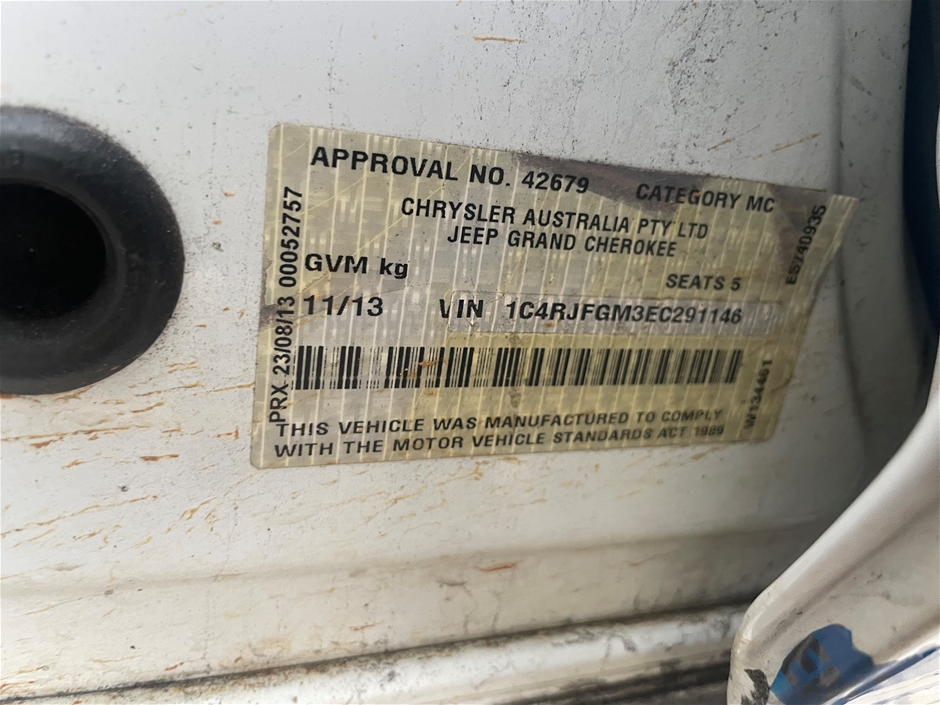 APPROVAL NO. 42679 CATEGORY MC
CHRYSLER AUSTRALIA PTY LTD
JEEP GRAND CHEROKEE
GVM kg SEATS 5
11/13 VIN 1C4RJFGM3EC291146
THIS VEHICLE WAS MANUFACTURED TO COMPLY
WITH THE MOTOR VEHICLE STANDARDS ACT 1989
PRX 23/08/13 00052757
ES740935
W134461